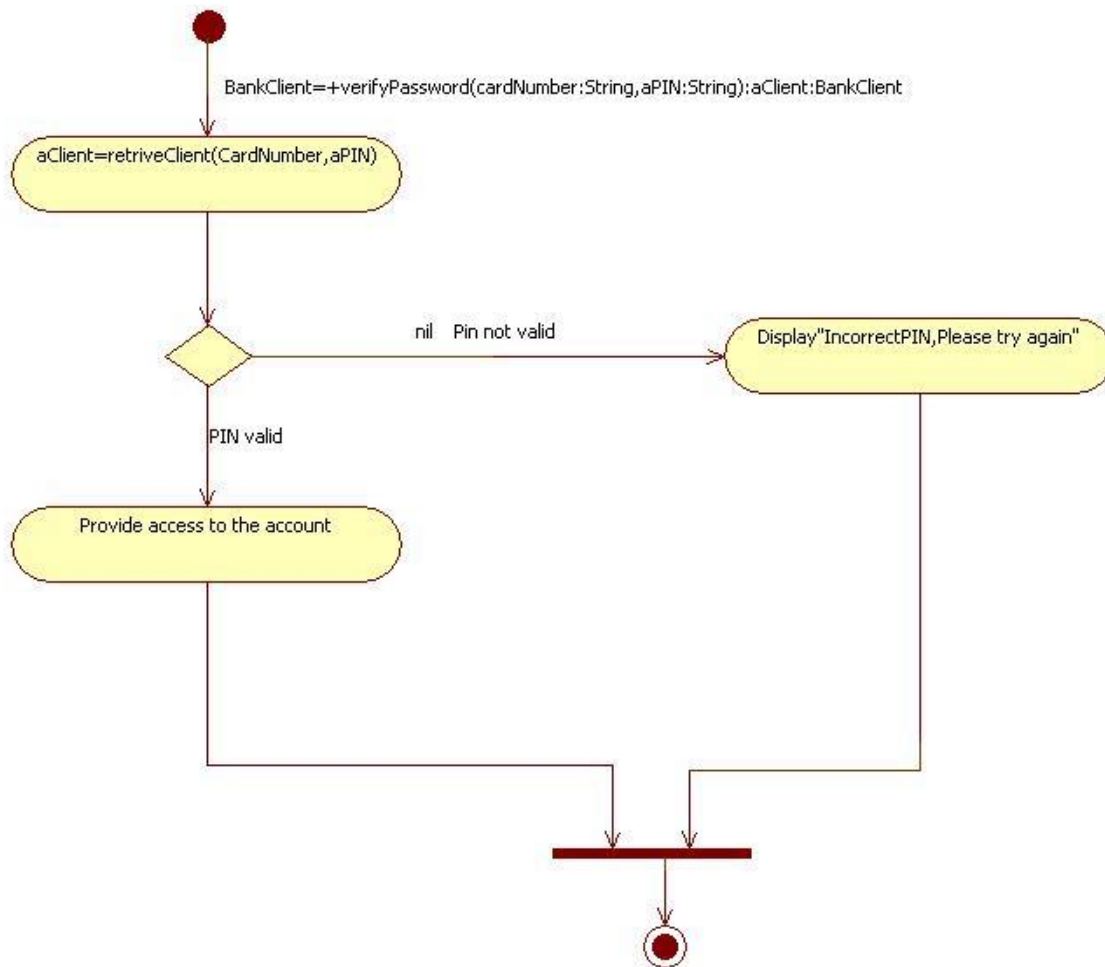 BankClient=+verifyPassword(cardNumber:String,aPIN:String):aClient:BankClient
aClient=retriveClient(CardNumber,aPIN)
nil Pin not valid
Display"IncorrectPIN,Please try again"
PIN valid
Provide access to the account